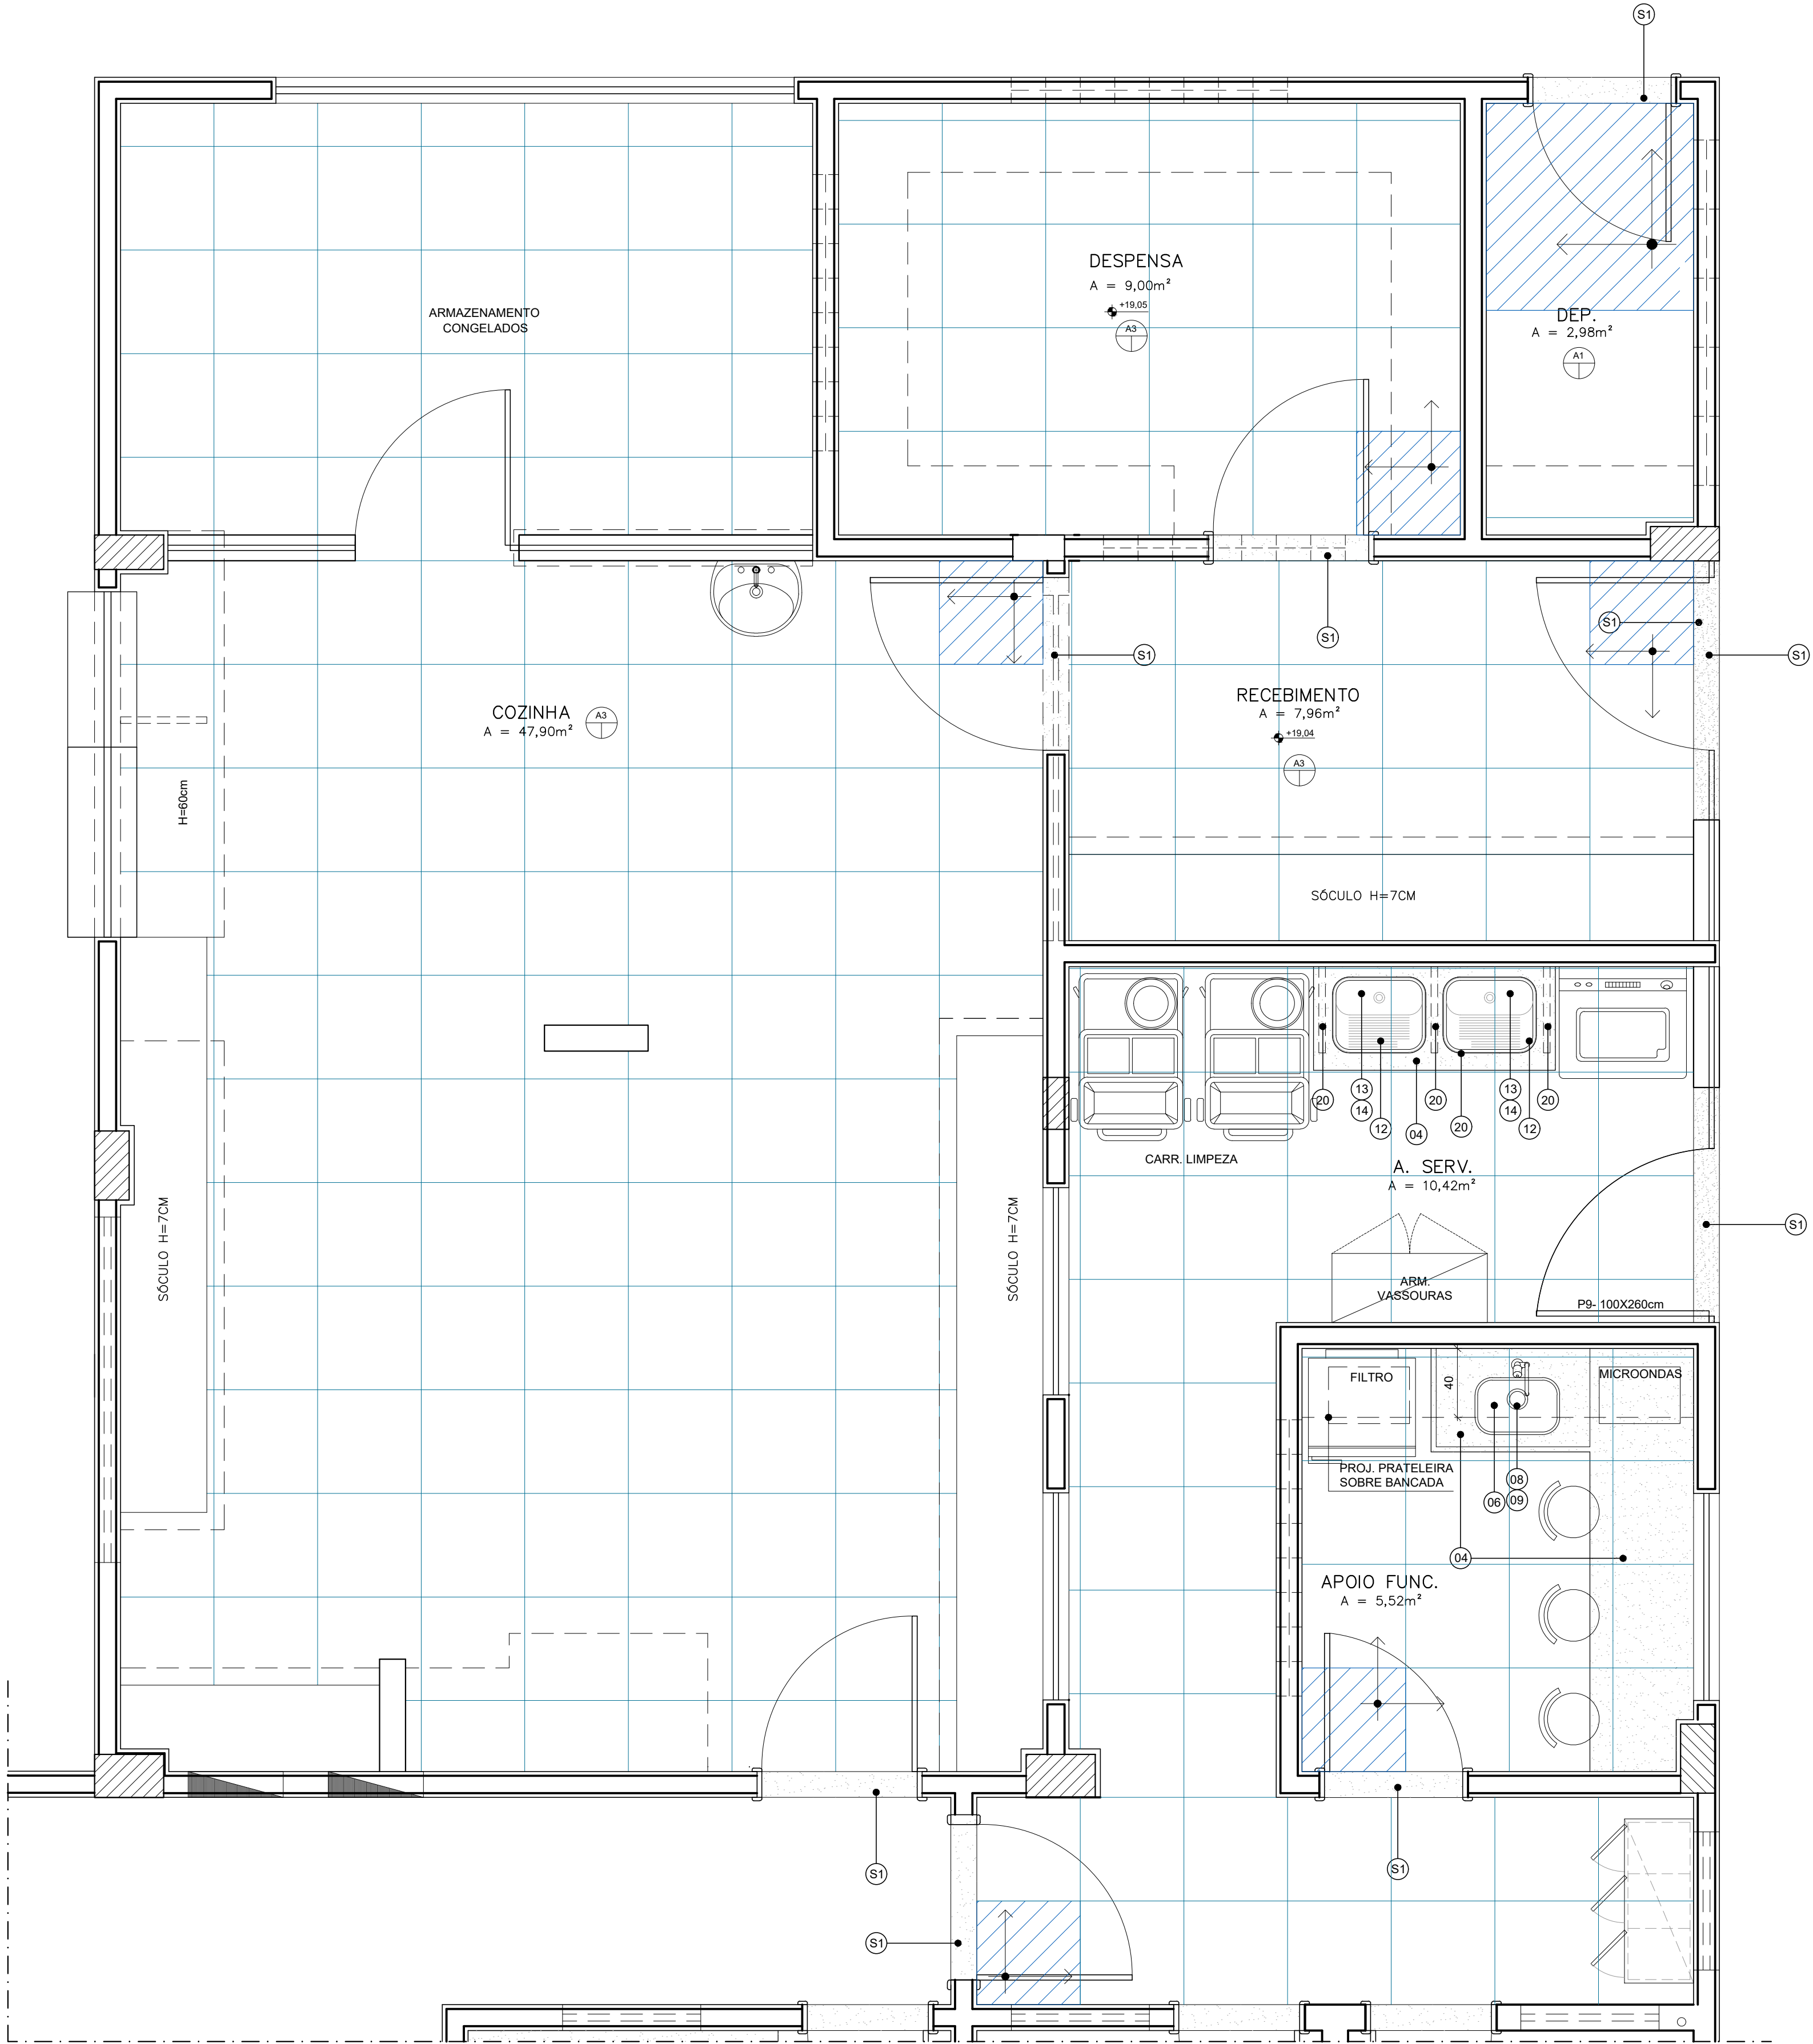 S1
DESPENSA
A = 9,00m²
+19,05
A3
ARMAZENAMENTO
CONGELADOS
DEP.
A = 2,98m²
A1
S1
S1
S1
S1
COZINHA
A = 47,90m²
A3
RECEBIMENTO
A = 7,96m²
+19,04
A3
H=60cm
SÓCULO H=7CM
20
13
14
12
04
20
20
13
14
12
20
CARR. LIMPEZA
A. SERV.
A = 10,42m²
S1
SÓCULO H=7CM
SÓCULO H=7CM
ARM.
VASSOURAS
P9- 100X260cm
FILTRO
40
MICROONDAS
PROJ. PRATELEIRA
SOBRE BANCADA
06
08
09
04
APOIO FUNC.
A = 5,52m²
S1
S1
S1